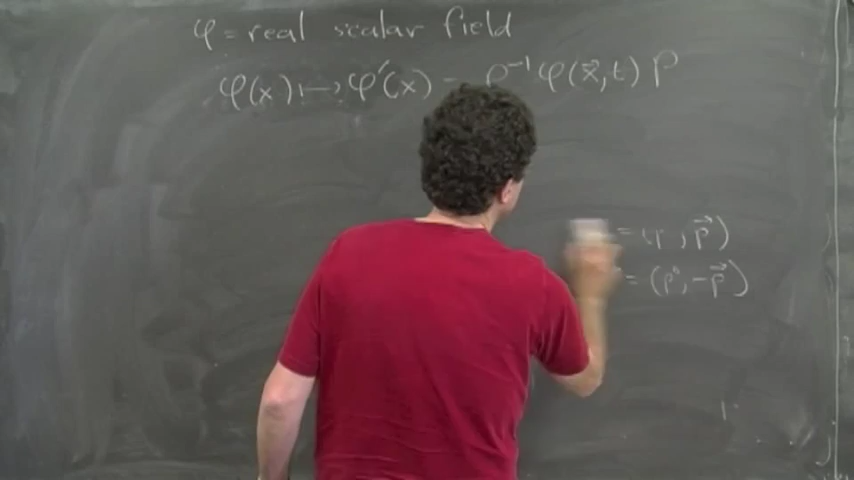 φ = real scalar field
φ(x) ↦ φ′(x) = P⁻¹ φ(x⃗, t) P
= (p , p⃗)
= (p⁰, −p⃗)